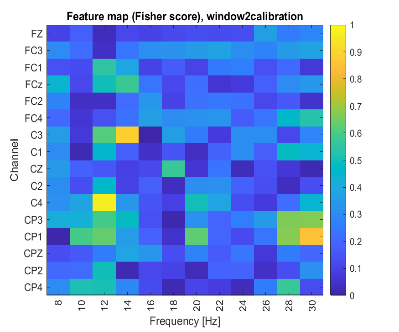 Feature map (Fisher score), window2calibration
Channel
FZ
FC3
FC1
FCz
FC2
FC4
C3
C1
CZ
C2
C4
CP3
CP1
CPZ
CP2
CP4
8 10 12 14 16 18 20 22 24 26 28 30
Frequency [Hz]
1
0.9
0.8
0.7
0.6
0.5
0.4
0.3
0.2
0.1
0